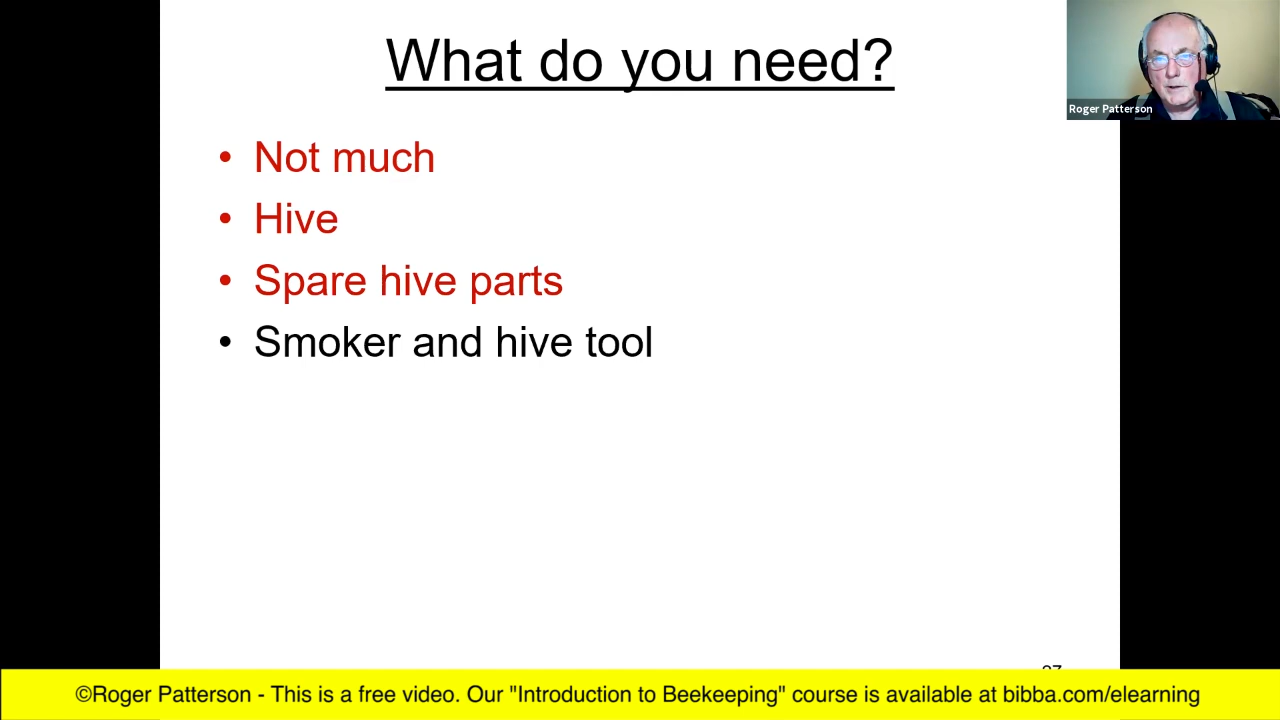 What do you need?
Roger Patterson
• Not much
• Hive
• Spare hive parts
• Smoker and hive tool
©Roger Patterson - This is a free video. Our "Introduction to Beekeeping" course is available at bibba.com/elearning